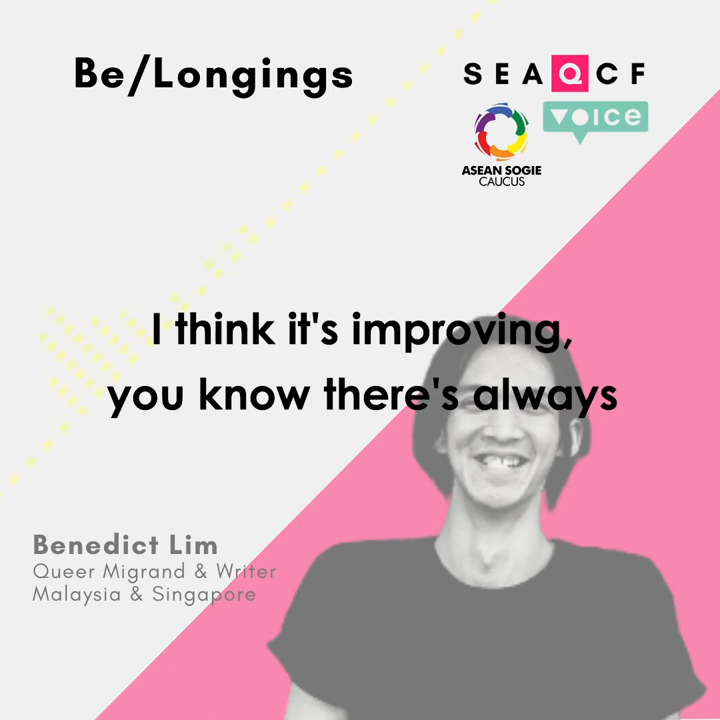 Be/Longings
SEAQCF
VOICE
ASEAN SOGIE
CAUCUS
I think it's improving,
you know there's always
Benedict Lim
Queer Migrand & Writer
Malaysia & Singapore